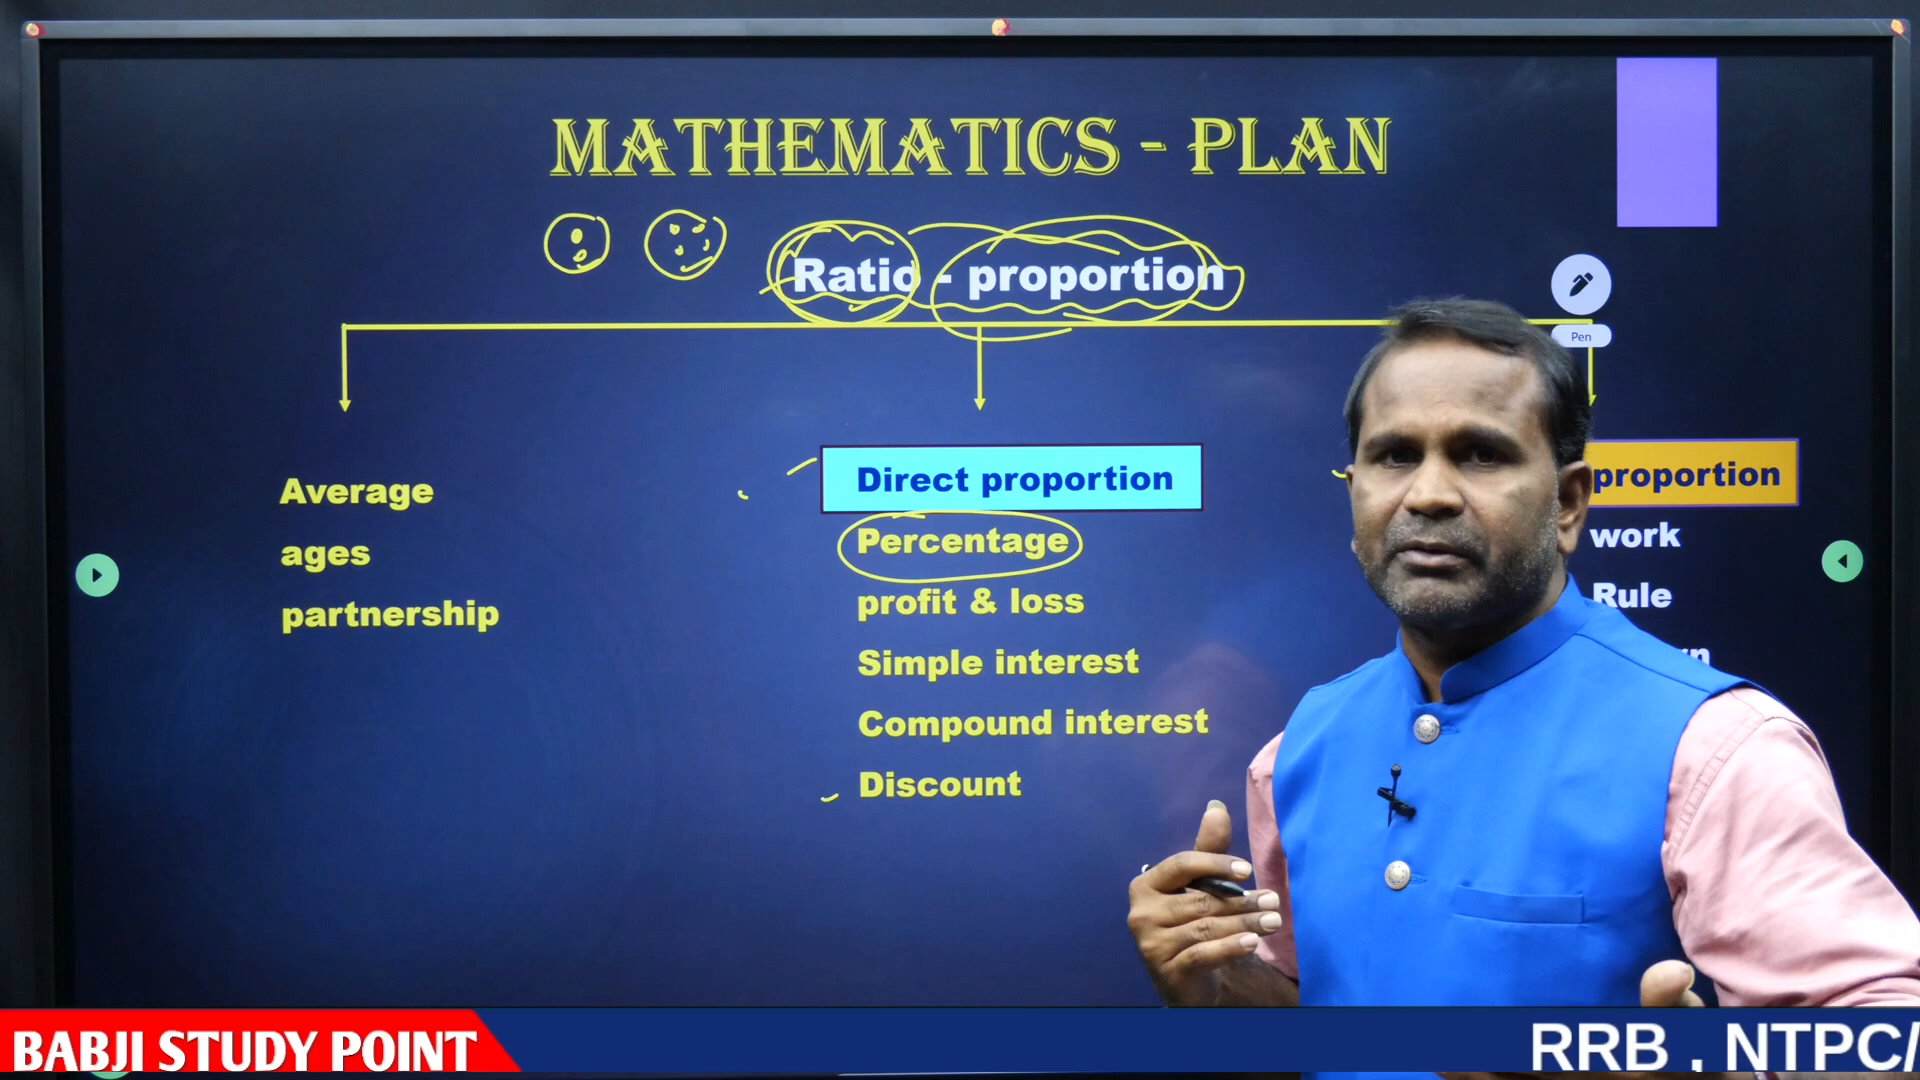 MATHEMATICS - PLAN
Ratio - proportion
Pen
Average
ages
partnership
Direct proportion
Percentage
profit & loss
Simple interest
Compound interest
Discount
proportion
work
Rule
BABJI STUDY POINT
RRB , NTPC/